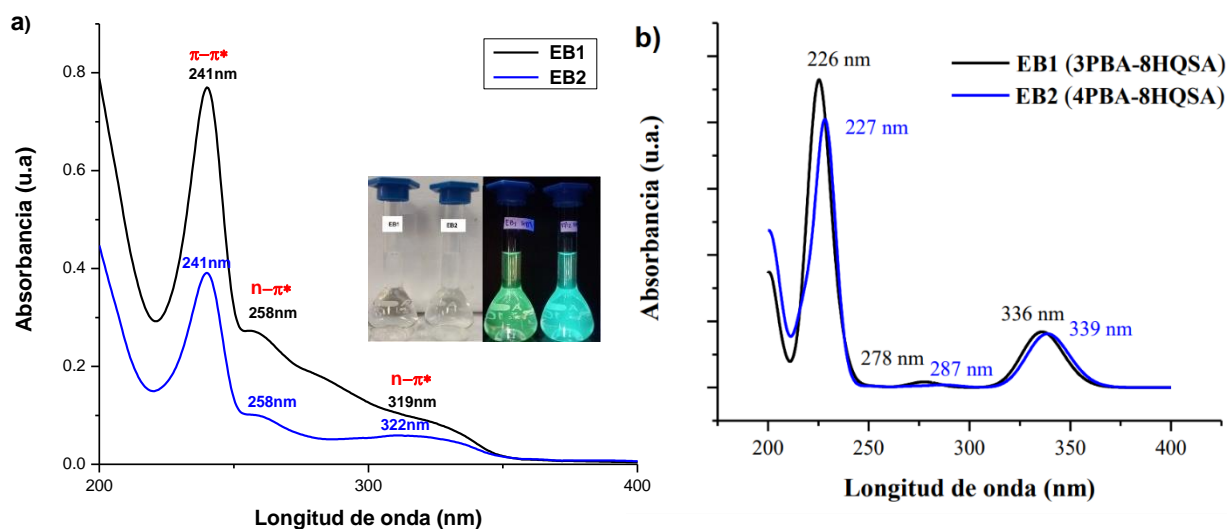 a)
π–π*
241nm
EB1
EB2
0.8
0.6
0.4
0.2
0.0
241nm
n–π*
258nm
258nm
n–π*
319nm
322nm
EB1
EB2
200
300
400
Absorbancia (u.a)
Longitud de onda (nm)
b)
226 nm
227 nm
EB1 (3PBA-8HQSA)
EB2 (4PBA-8HQSA)
278 nm
287 nm
336 nm
339 nm
200
250
300
350
400
Absorbancia (u.a.)
Longitud de onda (nm)